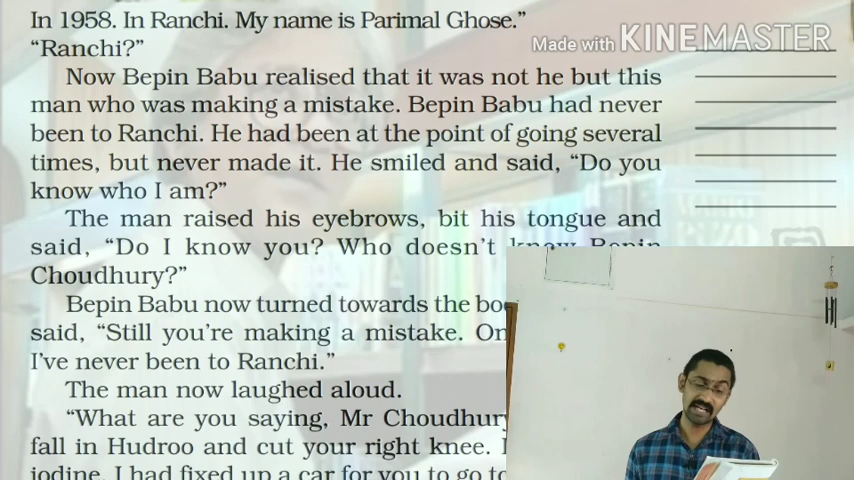 In 1958. In Ranchi. My name is Parimal Ghose."
Made with KINEMASTER
"Ranchi?"
Now Bepin Babu realised that it was not he but this
man who was making a mistake. Bepin Babu had never
been to Ranchi. He had been at the point of going several
times, but never made it. He smiled and said, "Do you
know who I am?"
The man raised his eyebrows, bit his tongue and
said, "Do I know you? Who doesn't know Bepin
Choudhury?"
Bepin Babu now turned towards the
said, "Still you're making a mistake.
I've never been to Ranchi."
The man now laughed aloud.
"What are you saying, Mr
fall in Hudroo and cut your right knee.
iodine. I had fixed up a car for you to go to